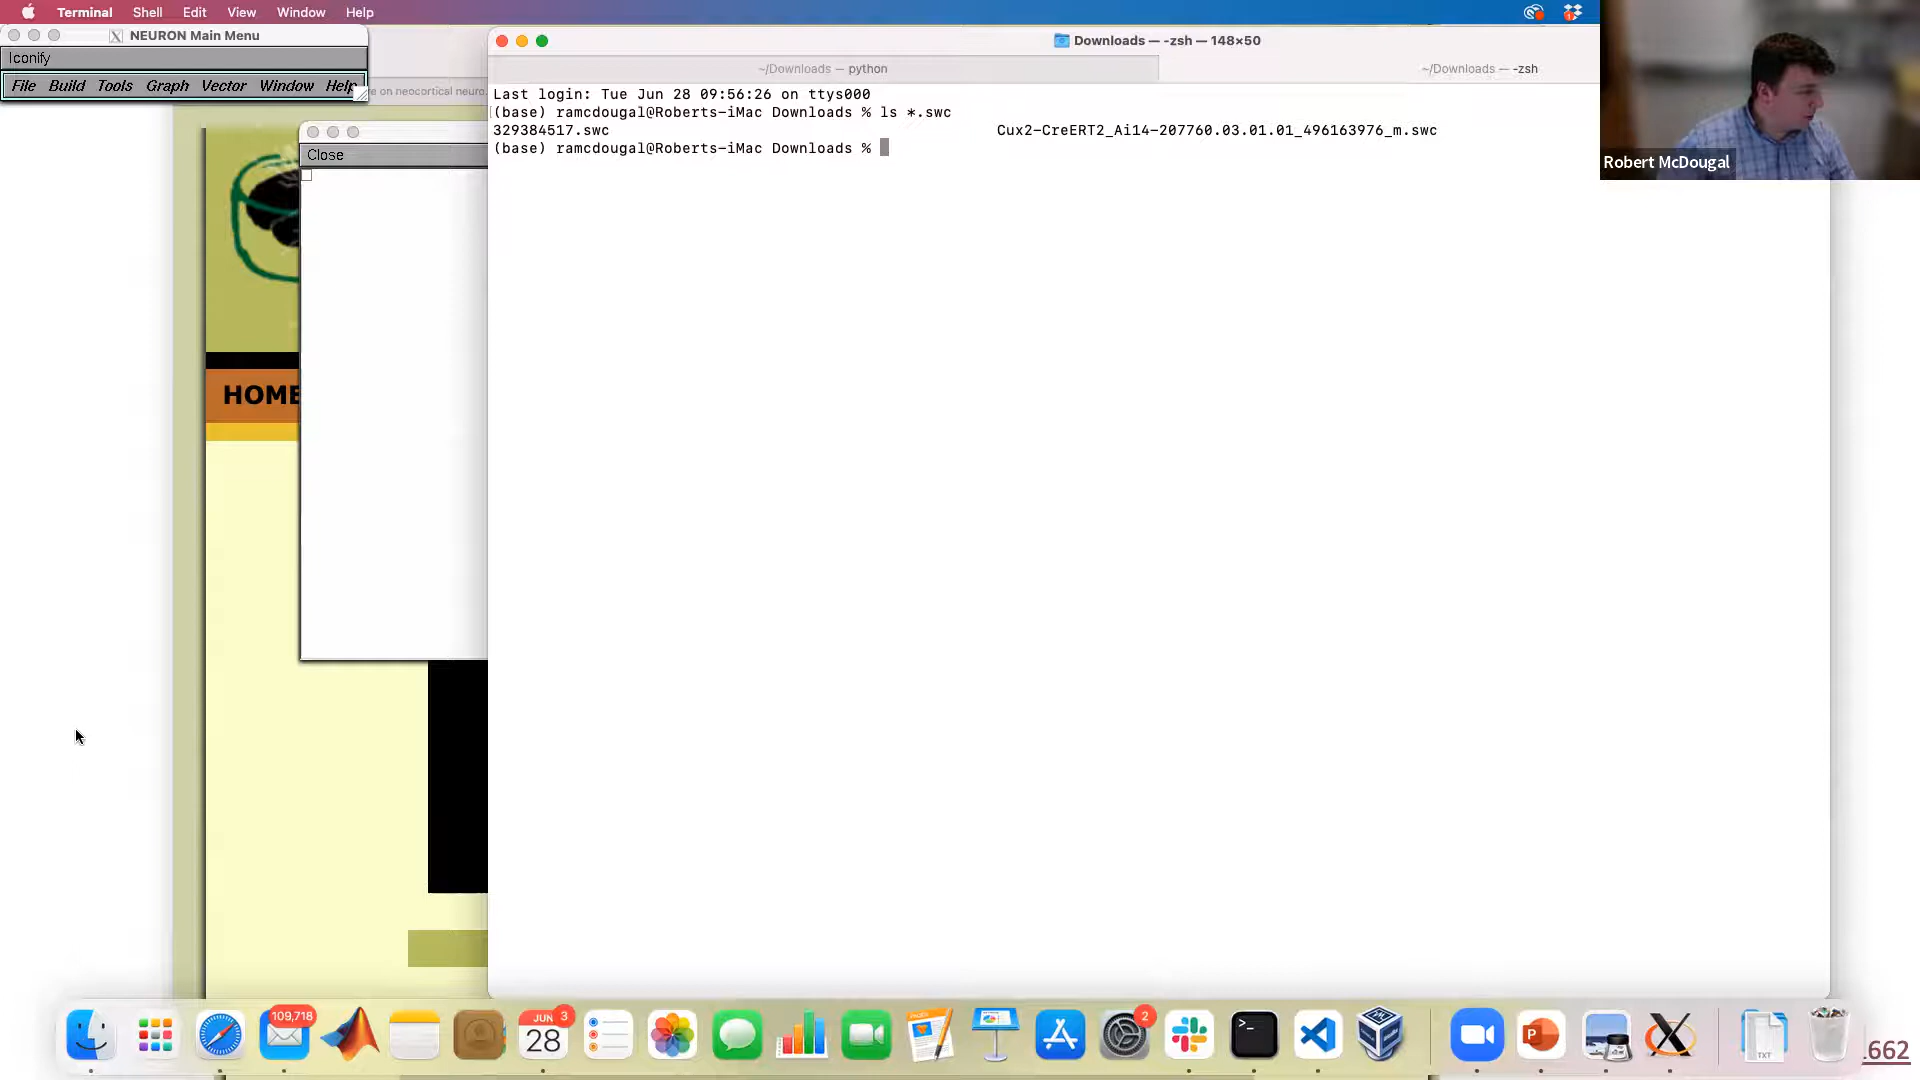 Terminal Shell Edit View Window Help
NEURON Main Menu
Iconify
File Build Tools Graph Vector Window Help
e on neocortical neuro.
Close
HOME
Downloads — -zsh — 148×50
~/Downloads — python
~/Downloads — -zsh
Last login: Tue Jun 28 09:56:26 on ttys000
(base) ramcdougal@Roberts-iMac Downloads % ls *.swc
329384517.swc Cux2-CreERT2_Ai14-207760.03.01.01_496163976_m.swc
(base) ramcdougal@Roberts-iMac Downloads %
Robert McDougal
109,718
JUN 3
28
2
TXT
662